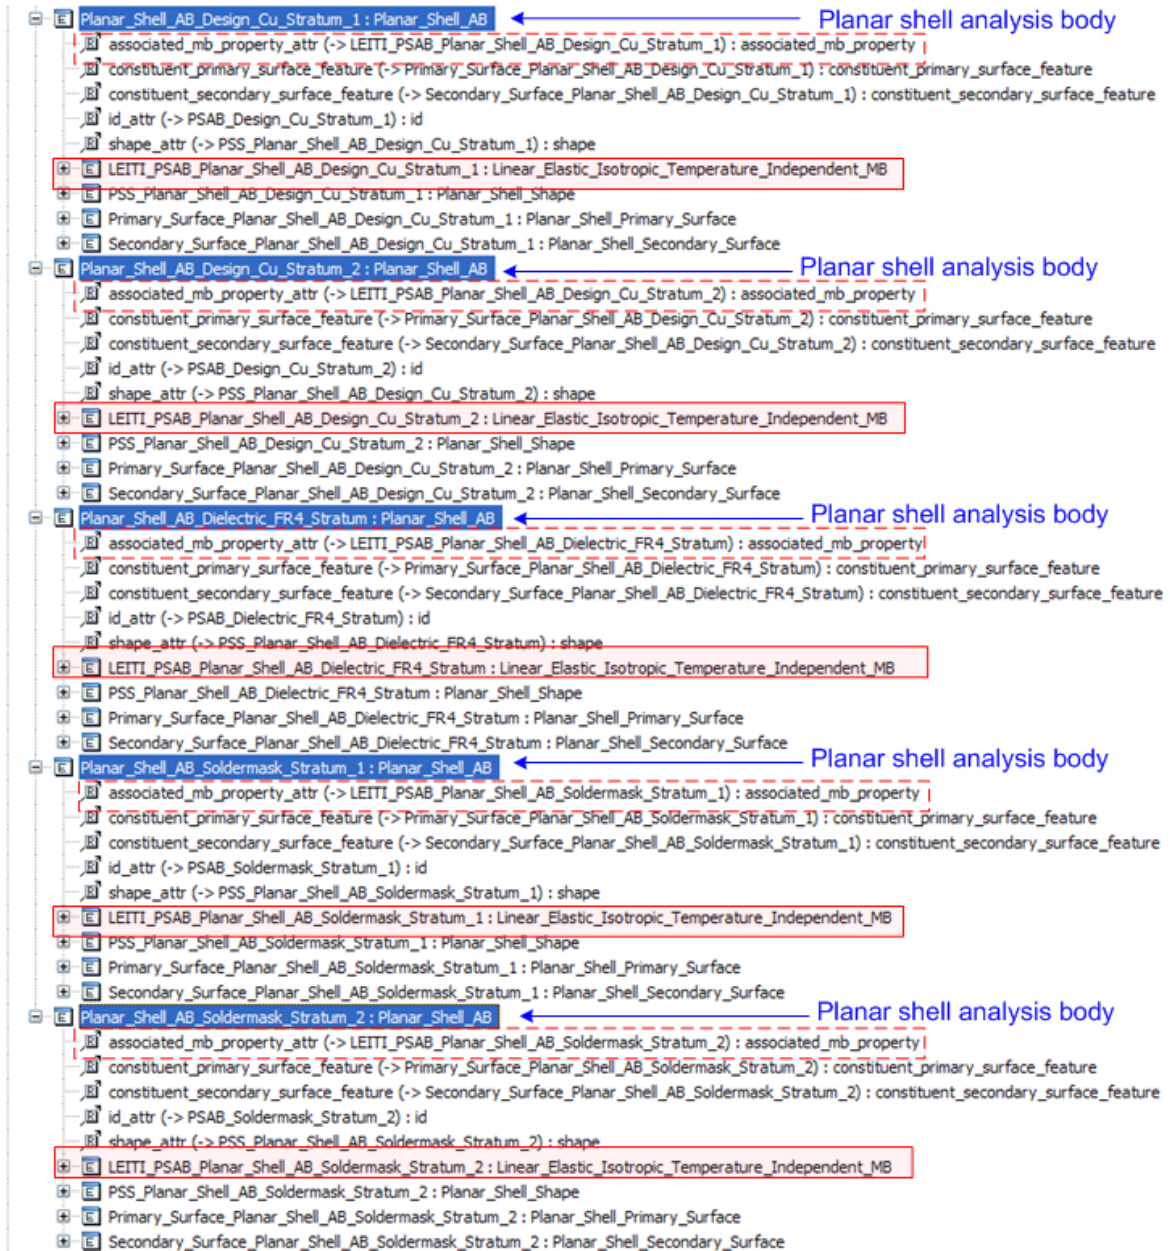 Planar_Shell_AB_Design_Cu_Stratum_1 : Planar_Shell_AB Planar shell analysis body
associated_mb_property_attr (-> LEITI_PSAB_Planar_Shell_AB_Design_Cu_Stratum_1) : associated_mb_property
constituent_primary_surface_feature (-> Primary_Surface_Planar_Shell_AB_Design_Cu_Stratum_1) : constituent_primary_surface_feature
constituent_secondary_surface_feature (-> Secondary_Surface_Planar_Shell_AB_Design_Cu_Stratum_1) : constituent_secondary_surface_feature
id_attr (-> PSAB_Design_Cu_Stratum_1) : id
shape_attr (-> PSS_Planar_Shell_AB_Design_Cu_Stratum_1) : shape
LEITI_PSAB_Planar_Shell_AB_Design_Cu_Stratum_1 : Linear_Elastic_Isotropic_Temperature_Independent_MB
PSS_Planar_Shell_AB_Design_Cu_Stratum_1 : Planar_Shell_Shape
Primary_Surface_Planar_Shell_AB_Design_Cu_Stratum_1 : Planar_Shell_Primary_Surface
Secondary_Surface_Planar_Shell_AB_Design_Cu_Stratum_1 : Planar_Shell_Secondary_Surface
Planar_Shell_AB_Design_Cu_Stratum_2 : Planar_Shell_AB Planar shell analysis body
associated_mb_property_attr (-> LEITI_PSAB_Planar_Shell_AB_Design_Cu_Stratum_2) : associated_mb_property
constituent_primary_surface_feature (-> Primary_Surface_Planar_Shell_AB_Design_Cu_Stratum_2) : constituent_primary_surface_feature
constituent_secondary_surface_feature (-> Secondary_Surface_Planar_Shell_AB_Design_Cu_Stratum_2) : constituent_secondary_surface_feature
id_attr (-> PSAB_Design_Cu_Stratum_2) : id
shape_attr (-> PSS_Planar_Shell_AB_Design_Cu_Stratum_2) : shape
LEITI_PSAB_Planar_Shell_AB_Design_Cu_Stratum_2 : Linear_Elastic_Isotropic_Temperature_Independent_MB
PSS_Planar_Shell_AB_Design_Cu_Stratum_2 : Planar_Shell_Shape
Primary_Surface_Planar_Shell_AB_Design_Cu_Stratum_2 : Planar_Shell_Primary_Surface
Secondary_Surface_Planar_Shell_AB_Design_Cu_Stratum_2 : Planar_Shell_Secondary_Surface
Planar_Shell_AB_Dielectric_FR4_Stratum : Planar_Shell_AB Planar shell analysis body
associated_mb_property_attr (-> LEITI_PSAB_Planar_Shell_AB_Dielectric_FR4_Stratum) : associated_mb_property
constituent_primary_surface_feature (-> Primary_Surface_Planar_Shell_AB_Dielectric_FR4_Stratum) : constituent_primary_surface_feature
constituent_secondary_surface_feature (-> Secondary_Surface_Planar_Shell_AB_Dielectric_FR4_Stratum) : constituent_secondary_surface_feature
id_attr (-> PSAB_Dielectric_FR4_Stratum) : id
shape_attr (-> PSS_Planar_Shell_AB_Dielectric_FR4_Stratum) : shape
LEITI_PSAB_Planar_Shell_AB_Dielectric_FR4_Stratum : Linear_Elastic_Isotropic_Temperature_Independent_MB
PSS_Planar_Shell_AB_Dielectric_FR4_Stratum : Planar_Shell_Shape
Primary_Surface_Planar_Shell_AB_Dielectric_FR4_Stratum : Planar_Shell_Primary_Surface
Secondary_Surface_Planar_Shell_AB_Dielectric_FR4_Stratum : Planar_Shell_Secondary_Surface
Planar_Shell_AB_Soldermask_Stratum_1 : Planar_Shell_AB Planar shell analysis body
associated_mb_property_attr (-> LEITI_PSAB_Planar_Shell_AB_Soldermask_Stratum_1) : associated_mb_property
constituent_primary_surface_feature (-> Primary_Surface_Planar_Shell_AB_Soldermask_Stratum_1) : constituent_primary_surface_feature
constituent_secondary_surface_feature (-> Secondary_Surface_Planar_Shell_AB_Soldermask_Stratum_1) : constituent_secondary_surface_feature
id_attr (-> PSAB_Soldermask_Stratum_1) : id
shape_attr (-> PSS_Planar_Shell_AB_Soldermask_Stratum_1) : shape
LEITI_PSAB_Planar_Shell_AB_Soldermask_Stratum_1 : Linear_Elastic_Isotropic_Temperature_Independent_MB
PSS_Planar_Shell_AB_Soldermask_Stratum_1 : Planar_Shell_Shape
Primary_Surface_Planar_Shell_AB_Soldermask_Stratum_1 : Planar_Shell_Primary_Surface
Secondary_Surface_Planar_Shell_AB_Soldermask_Stratum_1 : Planar_Shell_Secondary_Surface
Planar_Shell_AB_Soldermask_Stratum_2 : Planar_Shell_AB Planar shell analysis body
associated_mb_property_attr (-> LEITI_PSAB_Planar_Shell_AB_Soldermask_Stratum_2) : associated_mb_property
constituent_primary_surface_feature (-> Primary_Surface_Planar_Shell_AB_Soldermask_Stratum_2) : constituent_primary_surface_feature
constituent_secondary_surface_feature (-> Secondary_Surface_Planar_Shell_AB_Soldermask_Stratum_2) : constituent_secondary_surface_feature
id_attr (-> PSAB_Soldermask_Stratum_2) : id
shape_attr (-> PSS_Planar_Shell_AB_Soldermask_Stratum_2) : shape
LEITI_PSAB_Planar_Shell_AB_Soldermask_Stratum_2 : Linear_Elastic_Isotropic_Temperature_Independent_MB
PSS_Planar_Shell_AB_Soldermask_Stratum_2 : Planar_Shell_Shape
Primary_Surface_Planar_Shell_AB_Soldermask_Stratum_2 : Planar_Shell_Primary_Surface
Secondary_Surface_Planar_Shell_AB_Soldermask_Stratum_2 : Planar_Shell_Secondary_Surface